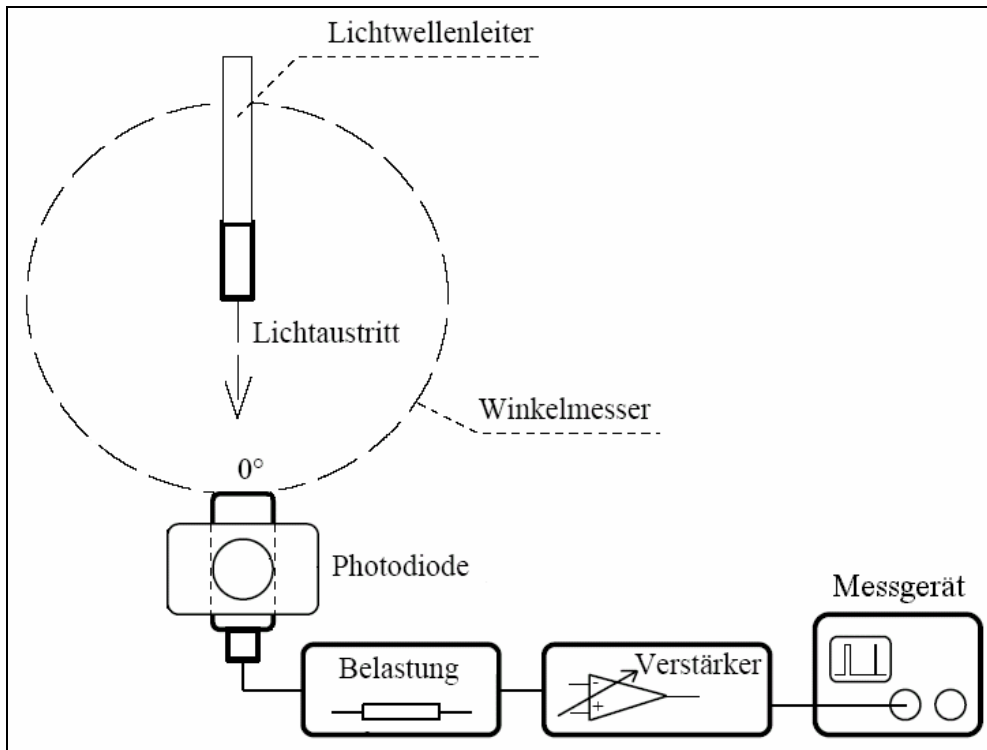 Lichtwellenleiter
Lichtaustritt
Winkelmesser
0°
Photodiode
Messgerät
Belastung
Verstärker
-
+